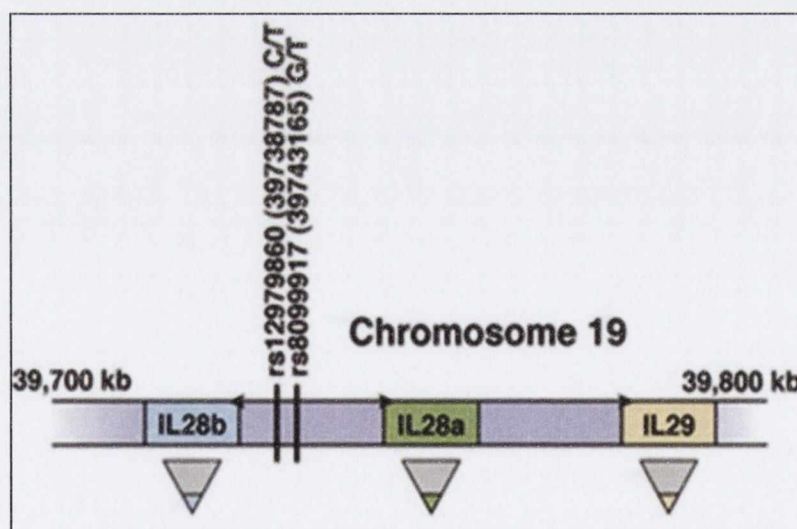 rs12979860 (39738787) C/T
rs8099917 (39743165) G/T
Chromosome 19
39,700 kb
39,800 kb
IL28b
IL28a
IL29